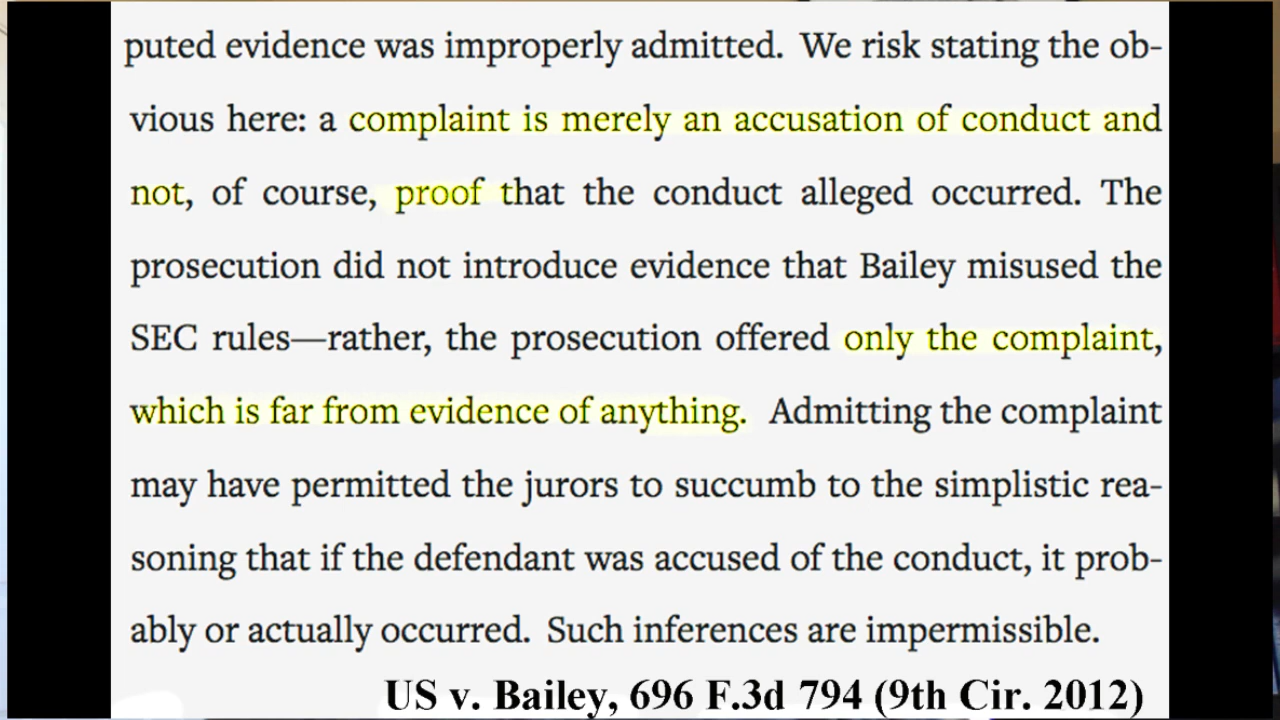 puted evidence was improperly admitted. We risk stating the ob-
vious here: a complaint is merely an accusation of conduct and
not, of course, proof that the conduct alleged occurred. The
prosecution did not introduce evidence that Bailey misused the
SEC rules—rather, the prosecution offered only the complaint,
which is far from evidence of anything. Admitting the complaint
may have permitted the jurors to succumb to the simplistic rea-
soning that if the defendant was accused of the conduct, it prob-
ably or actually occurred. Such inferences are impermissible.
US v. Bailey, 696 F.3d 794 (9th Cir. 2012)